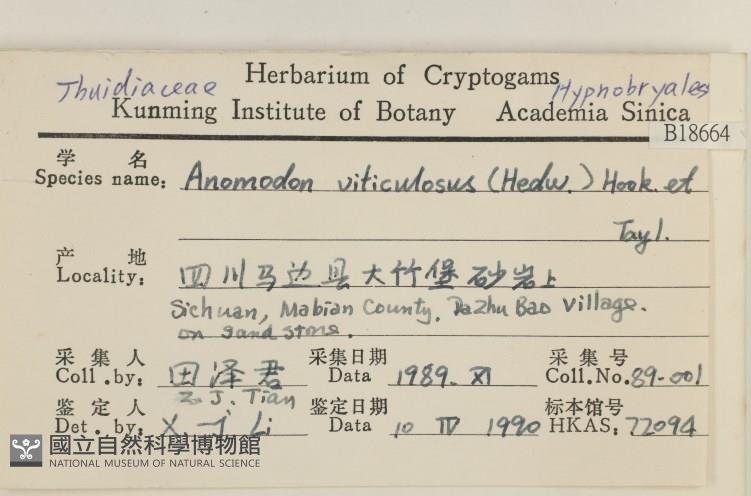 Herbarium of Cryptogams
Thuidiaceae Hypnobryales
Kunming Institute of Botany Academia Sinica
B18664
学 名
Species name: Anomodon viticulosus (Hedw.) Hook. et
Tayl.
产 地
Locality: 四川马边县大竹堡砂岩上
Sichuan, Mabian County, DaZhu Bao Village.
on sand stone.
采集人 田泽君 采集日期 采集号
Coll.by: Data 1989. XI Coll.No. 89-001
Z. J. Tian
鉴定人 鉴定日期 标本馆号
Det. by: X. J. Li Data 10 IV 1990 HKAS: 72094
國立自然科學博物館
NATIONAL MUSEUM OF NATURAL SCIENCE